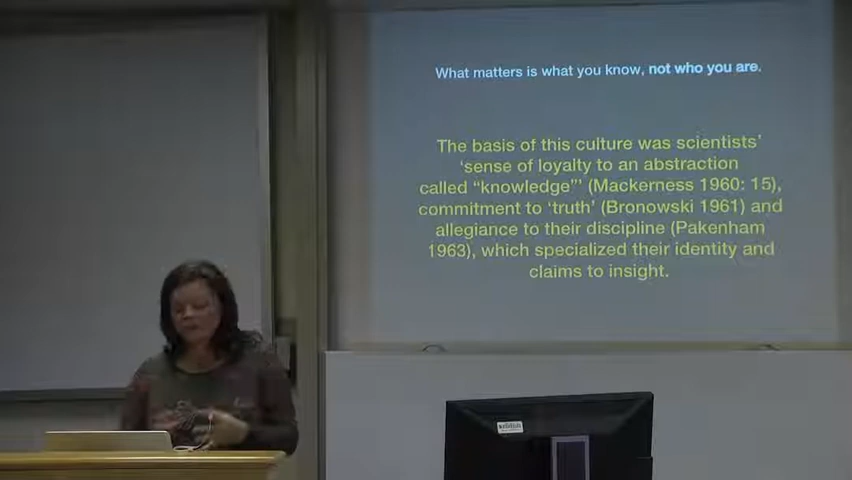 What matters is what you know, not who you are.
The basis of this culture was scientists'
'sense of loyalty to an abstraction
called "knowledge"' (Mackerness 1960: 15),
commitment to 'truth' (Bronowski 1961) and
allegiance to their discipline (Pakenham
1963), which specialized their identity and
claims to insight.